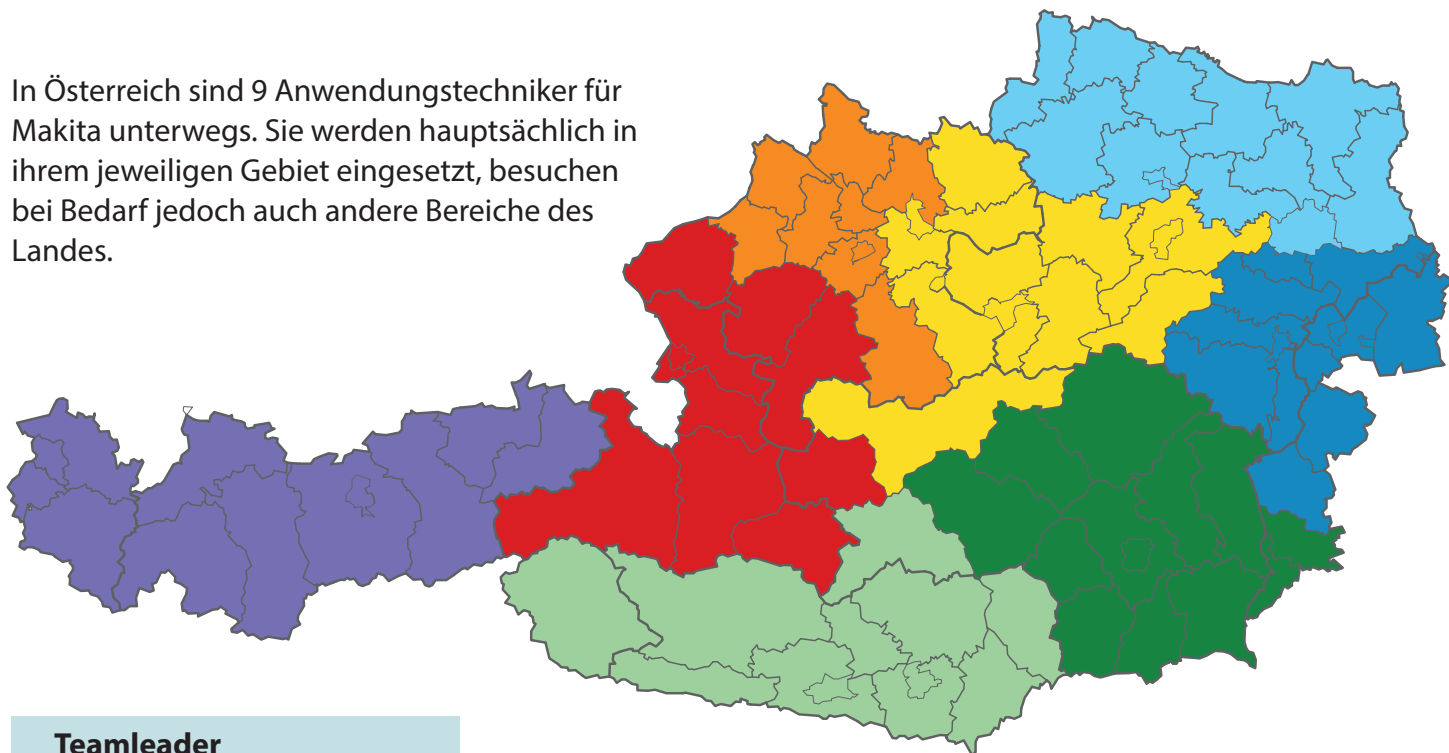 In Österreich sind 9 Anwendungstechniker für
Makita unterwegs. Sie werden hauptsächlich in
ihrem jeweiligen Gebiet eingesetzt, besuchen
bei Bedarf jedoch auch andere Bereiche des
Landes.
Teamleader